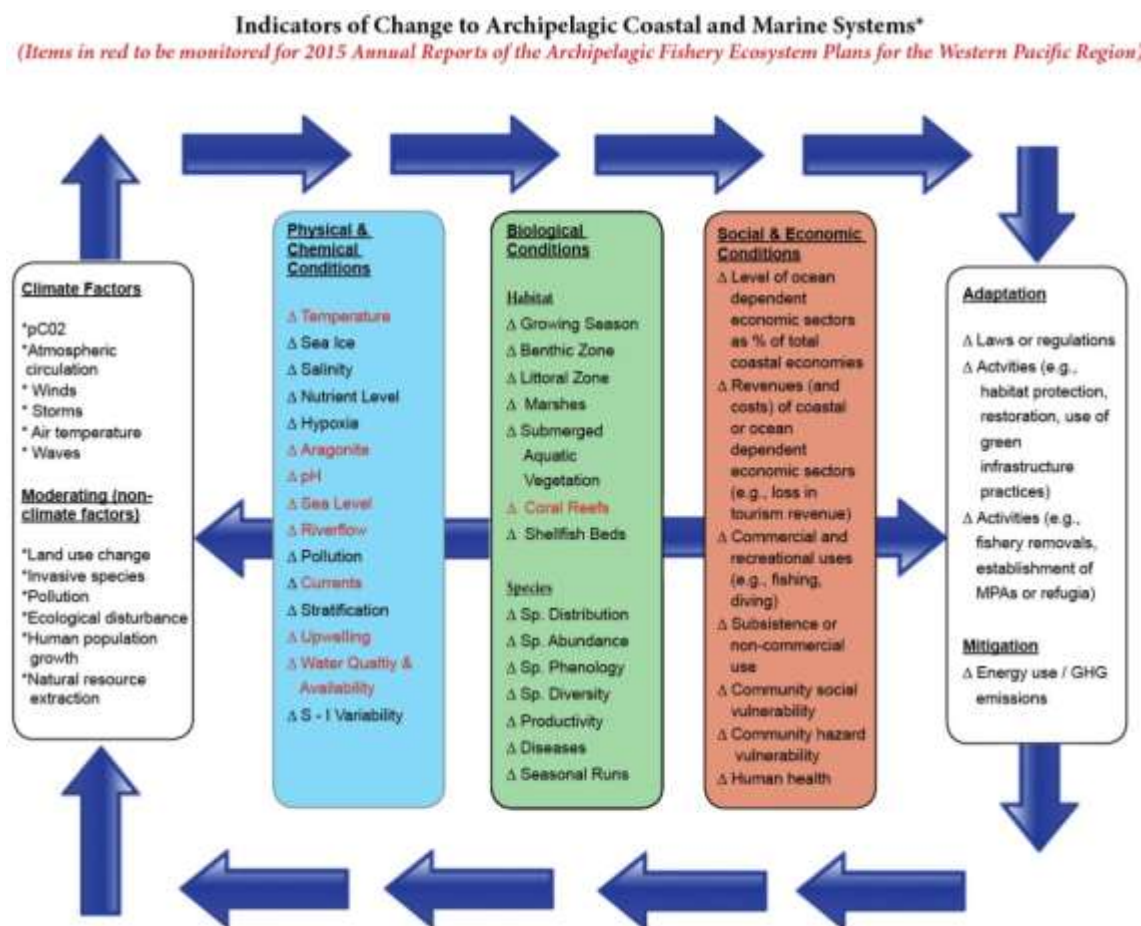 Indicators of Change to Archipelagic Coastal and Marine Systems*
(Items in red to be monitored for 2015 Annual Reports of the Archipelagic Fishery Ecosystem Plans for the Western Pacific Region)
Climate Factors
*pC02
*Atmospheric
circulation
* Winds
* Storms
* Air temperature
* Waves
Moderating (non-
climate factors)
*Land use change
*Invasive species
*Pollution
*Ecological disturbance
*Human population
growth
*Natural resource
extraction
Physical &
Chemical
Conditions
Δ Temperature
Δ Sea Ice
Δ Salinity
Δ Nutrient Level
Δ Hypoxia
Δ Aragonite
Δ pH
Δ Sea Level
Δ Riverflow
Δ Pollution
Δ Currents
Δ Stratification
Δ Upwelling
Δ Water Qualtiy &
Availability
Δ S - I Variability
Biological
Conditions
Habitat
Δ Growing Season
Δ Benthic Zone
Δ Littoral Zone
Δ Marshes
Δ Submerged
Aquatic
Vegetation
Δ Coral Reefs
Δ Shellfish Beds
Species
Δ Sp. Distribution
Δ Sp. Abundance
Δ Sp. Phenology
Δ Sp. Diversity
Δ Productivity
Δ Diseases
Δ Seasonal Runs
Social & Economic
Conditions
Δ Level of ocean
dependent
economic sectors
as % of total
coastal economies
Δ Revenues (and
costs) of coastal
or ocean
dependent
economic sectors
(e.g., loss in
tourism revenue)
Δ Commercial and
recreational uses
(e.g., fishing,
diving)
Δ Subsistence or
non-commercial
use
Δ Community social
vulnerability
Δ Community hazard
vulnerability
Δ Human health
Adaptation
Δ Laws or regulations
Δ Actvities (e.g.,
habitat protection,
restoration, use of
green
infrastructure
practices)
Δ Activities (e.g.,
fishery removals,
establishment of
MPAs or refugia)
Mitigation
Δ Energy use / GHG
emissions